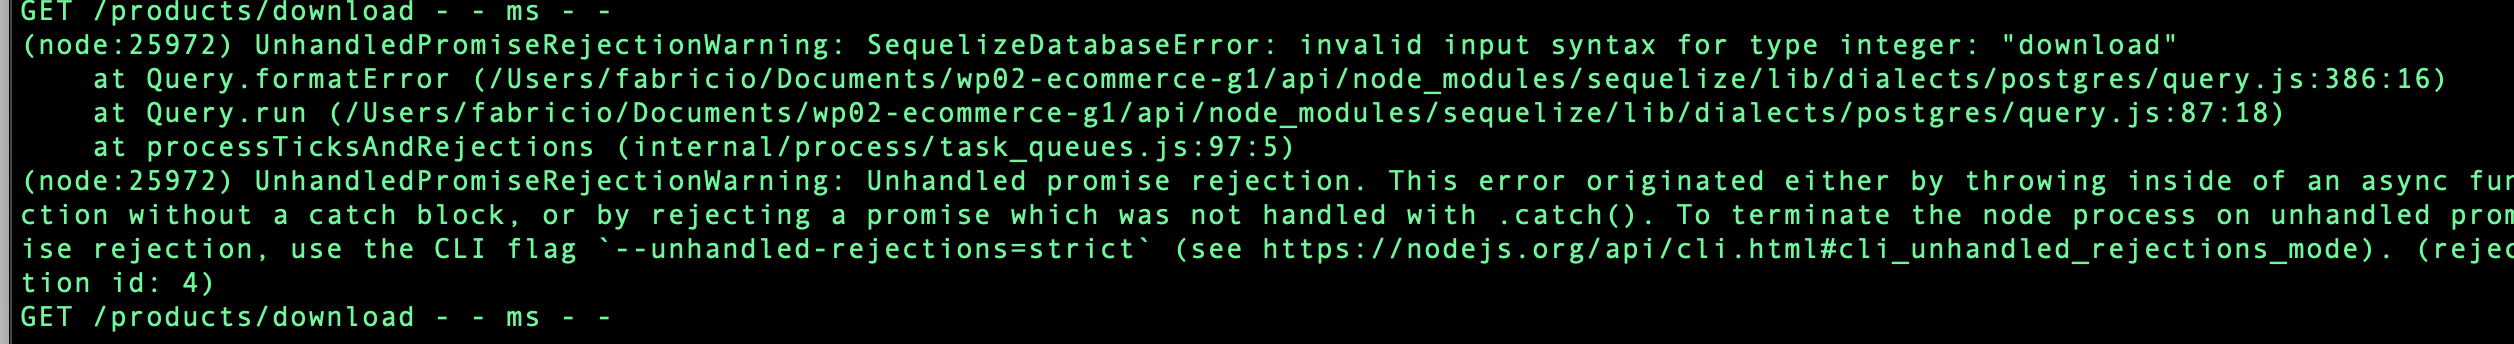 GET /products/download - - ms - -
(node:25972) UnhandledPromiseRejectionWarning: SequelizeDatabaseError: invalid input syntax for type integer: "download"
    at Query.formatError (/Users/fabricio/Documents/wp02-ecommerce-g1/api/node_modules/sequelize/lib/dialects/postgres/query.js:386:16)
    at Query.run (/Users/fabricio/Documents/wp02-ecommerce-g1/api/node_modules/sequelize/lib/dialects/postgres/query.js:87:18)
    at processTicksAndRejections (internal/process/task_queues.js:97:5)
(node:25972) UnhandledPromiseRejectionWarning: Unhandled promise rejection. This error originated either by throwing inside of an async fun
ction without a catch block, or by rejecting a promise which was not handled with .catch(). To terminate the node process on unhandled prom
ise rejection, use the CLI flag `--unhandled-rejections=strict` (see https://nodejs.org/api/cli.html#cli_unhandled_rejections_mode). (rejec
tion id: 4)
GET /products/download - - ms - -